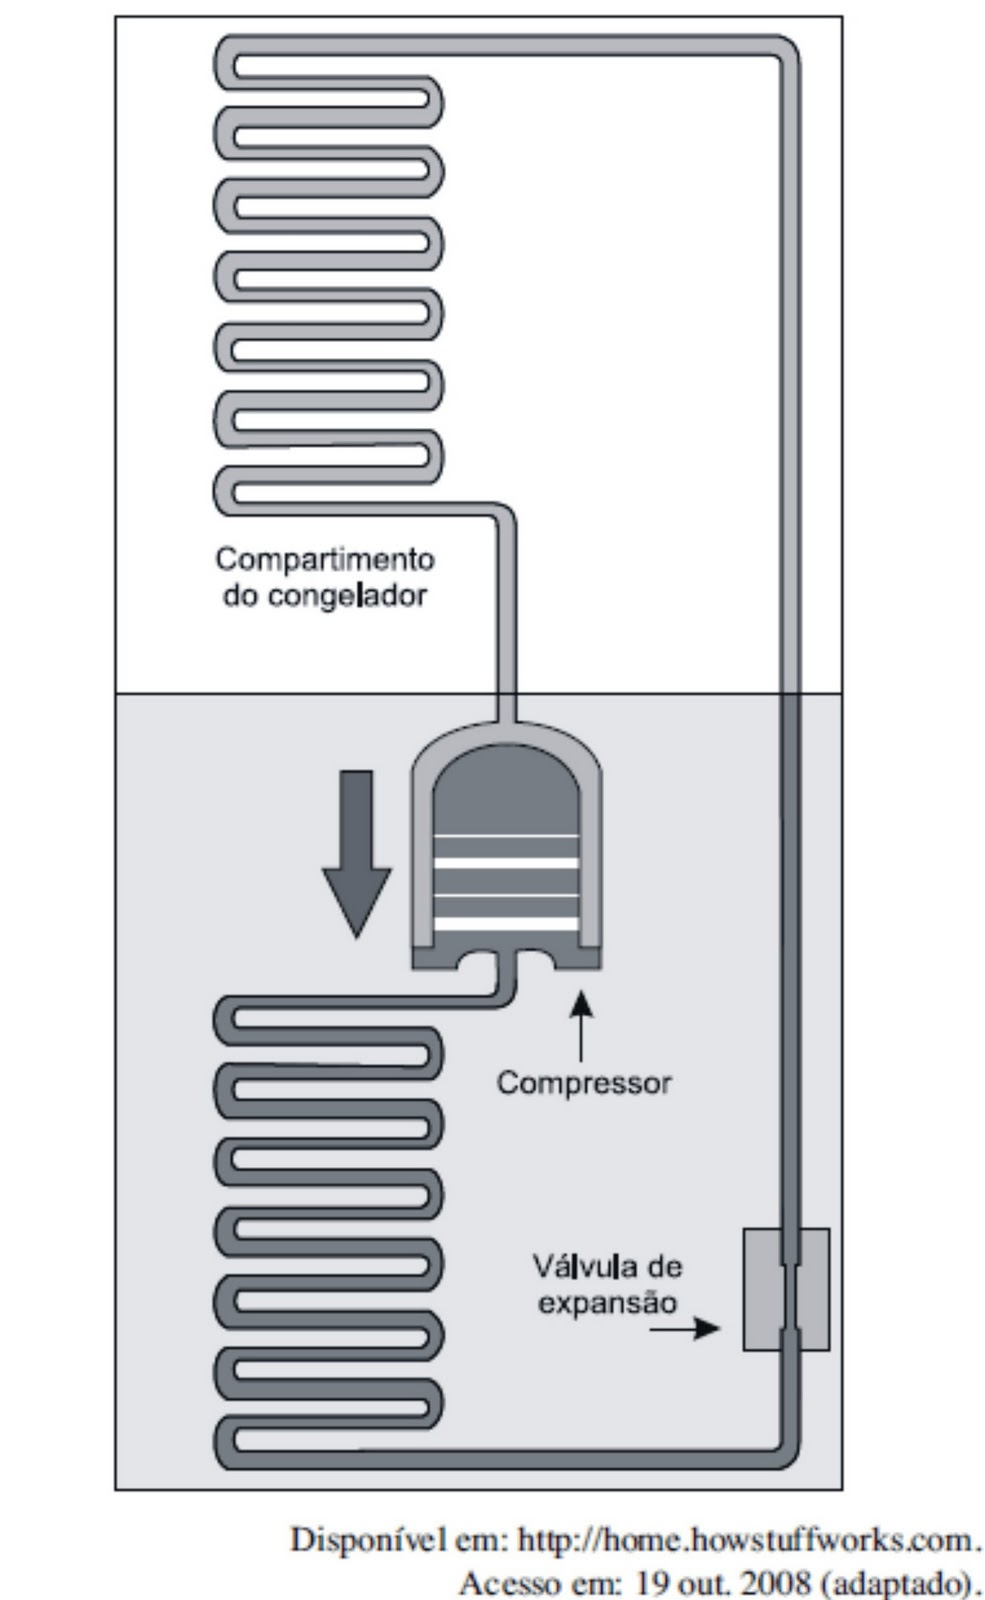 Compartimento
do congelador
Compressor
Válvula de
expansão
Disponível em: http://home.howstuffworks.com.
Acesso em: 19 out. 2008 (adaptado).